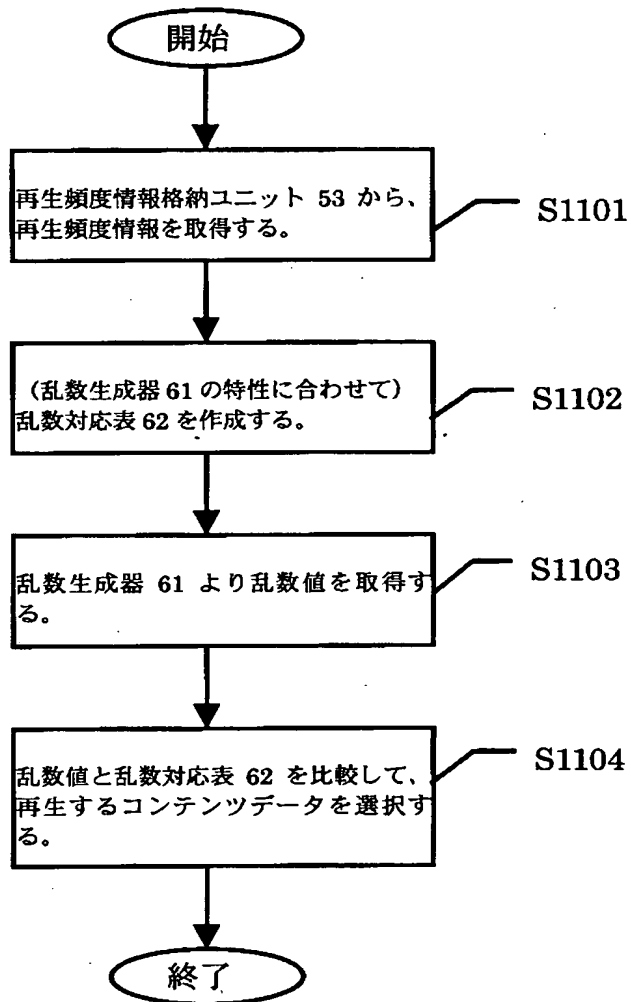 開始
再生頻度情報格納ユニット 53 から、
再生頻度情報を取得する。
S1101
（乱数生成器 61 の特性に合わせて）
乱数対応表 62 を作成する。
S1102
乱数生成器 61 より乱数値を取得す
る。
S1103
乱数値と乱数対応表 62 を比較して、
再生するコンテンツデータを選択す
る。
S1104
終了